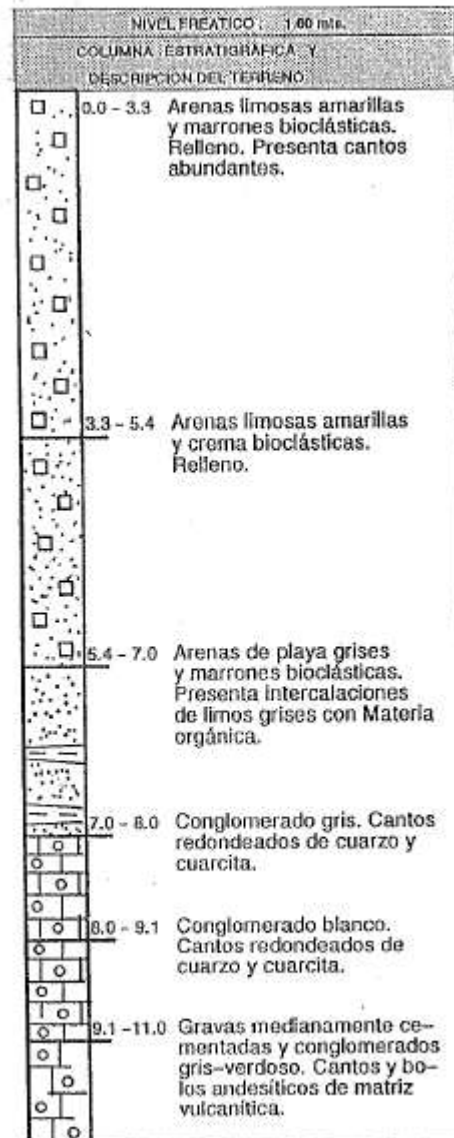 NIVEL FREATICO : 1.60 mts.
COLUMNA ESTRATIGRAFICA Y
DESCRIPCION DEL TERRENO
0.0 – 3.3 Arenas limosas amarillas
y marrones bioclásticas.
Relleno. Presenta cantos
abundantes.
3.3 – 5.4 Arenas limosas amarillas
y crema bioclásticas.
Relleno.
5.4 – 7.0 Arenas de playa grises
y marrones bioclásticas.
Presenta intercalaciones
de limos grises con Materia
orgánica.
7.0 – 8.0 Conglomerado gris. Cantos
redondeados de cuarzo y
cuarcita.
8.0 – 9.1 Conglomerado blanco.
Cantos redondeados de
cuarzo y cuarcita.
9.1 –11.0 Gravas medianamente ce–
mentadas y conglomerados
gris–verdoso. Cantos y bo–
los andesíticos de matriz
vulcanítica.